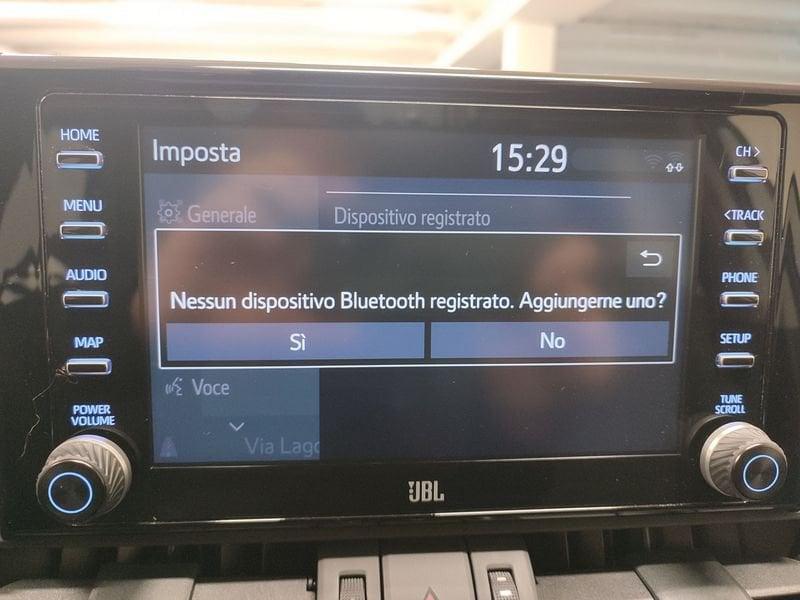 HOME
MENU
AUDIO
MAP
POWER
VOLUME
Imposta
15:29
Generale
Dispositivo registrato
Nessun dispositivo Bluetooth registrato. Aggiungerne uno?
Sì
No
Voce
Via Lago
CH>
<TRACK
PHONE
SETUP
TUNE
SCROLL
JBL